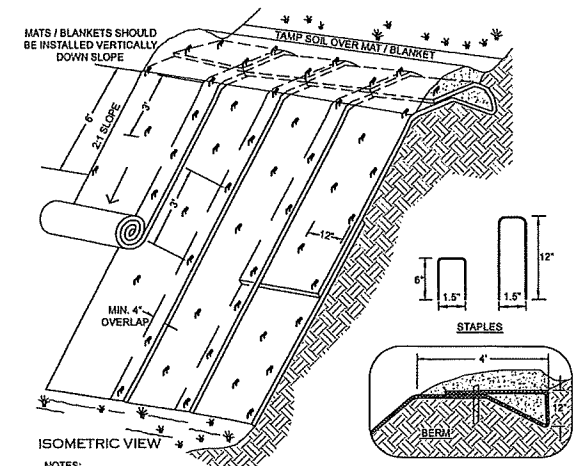 MATS / BLANKETS SHOULD
BE INSTALLED VERTICALLY
DOWN SLOPE
TAMP SOIL OVER MAT / BLANKET
6'
2:1 SLOPE
3'
3'
12"
MIN. 4"
OVERLAP
6"
1.5"
12"
1.5"
STAPLES
4'
12"
BERM
ISOMETRIC VIEW
NOTES: